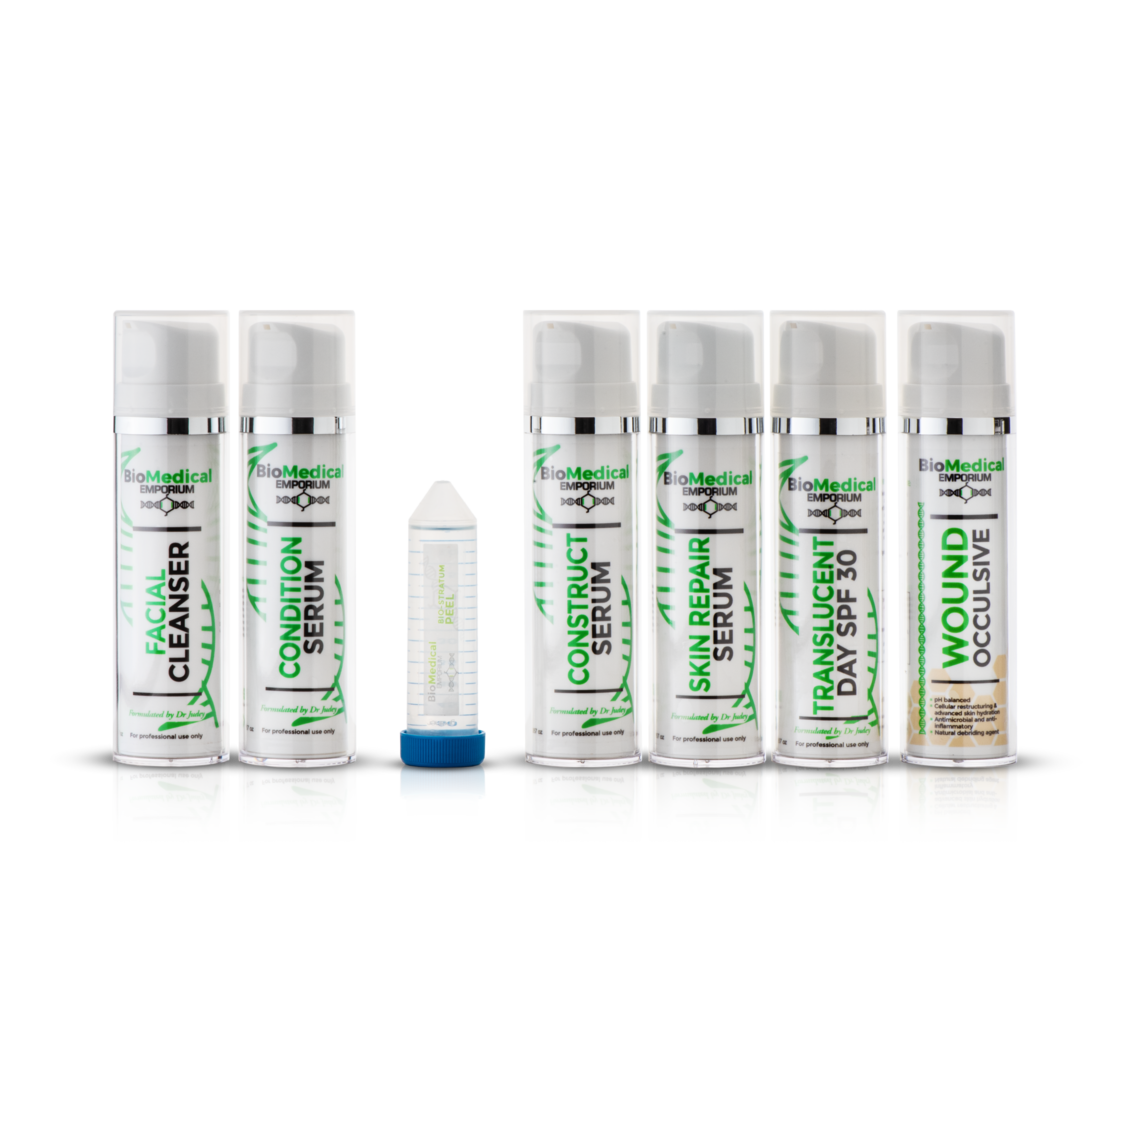 BioMedical
EMPORIUM
FACIAL
CLEANSER
Formulated by Dr Judey
For professional use only
BioMedical
EMPORIUM
CONDITION
SERUM
Formulated by Dr Judey
For professional use only
BioMedical
BIO-STRATUM
PEEL
BioMedical
EMPORIUM
CONSTRUCT
SERUM
Formulated by Dr Judey
For professional use only
BioMedical
EMPORIUM
SKIN REPAIR
SERUM
Formulated by Dr Judey
For professional use only
BioMedical
EMPORIUM
TRANSLUCENT
DAY SPF 30
Formulated by Dr Judey
For professional use only
BioMedical
EMPORIUM
WOUND
OCCULSIVE
pH balanced
Cellular restructuring &
advanced skin hydration
Antimicrobial and anti-
inflammatory
Natural debriding agent